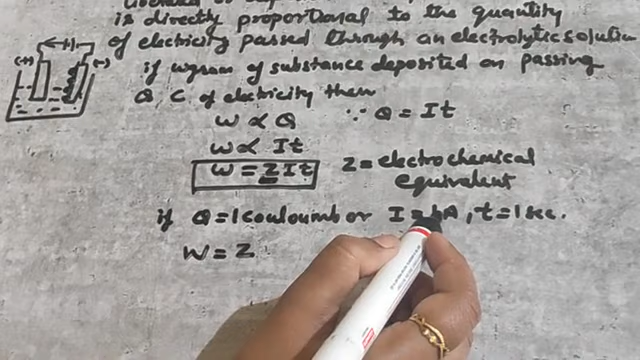 is directly proportional to the quantity
of electricity passed through an electrolytic solution
if w gram of substance deposited on passing
Q C of electricity then
w ∝ Q ∵ Q = It
w ∝ It
w = ZIt Z = electrochemical equivalent
if Q = 1 couloumb or I = 1A, t = 1 sec.
W = Z
(+) (-)